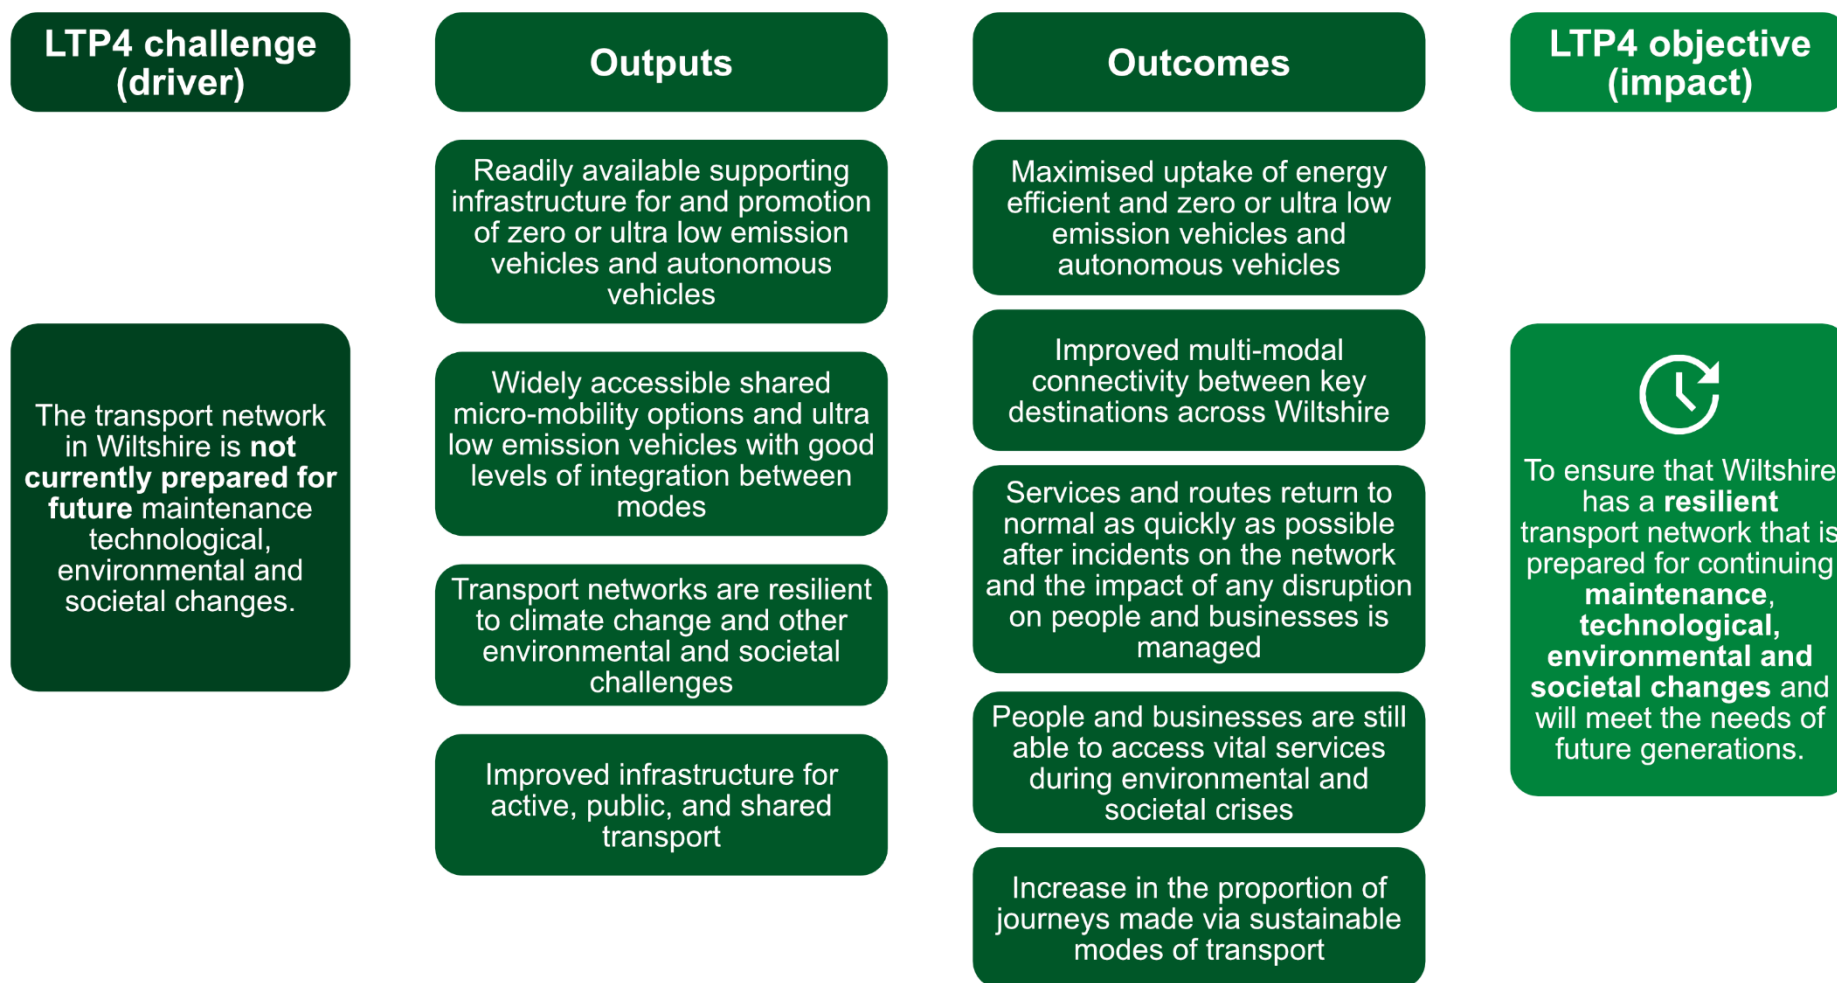 LTP4 challenge
(driver)
The transport network
in Wiltshire is not
currently prepared for
future maintenance
technological,
environmental and
societal changes.
Outputs
Readily available supporting
infrastructure for and promotion
of zero or ultra low emission
vehicles and autonomous
vehicles
Widely accessible shared
micro-mobility options and ultra
low emission vehicles with good
levels of integration between
modes
Transport networks are resilient
to climate change and other
environmental and societal
challenges
Improved infrastructure for
active, public, and shared
transport
Outcomes
Maximised uptake of energy
efficient and zero or ultra low
emission vehicles and
autonomous vehicles
Improved multi-modal
connectivity between key
destinations across Wiltshire
Services and routes return to
normal as quickly as possible
after incidents on the network
and the impact of any disruption
on people and businesses is
managed
People and businesses are still
able to access vital services
during environmental and
societal crises
Increase in the proportion of
journeys made via sustainable
modes of transport
LTP4 objective
(impact)
To ensure that Wiltshire
has a resilient
transport network that is
prepared for continuing
maintenance,
technological,
environmental and
societal changes and
will meet the needs of
future generations.